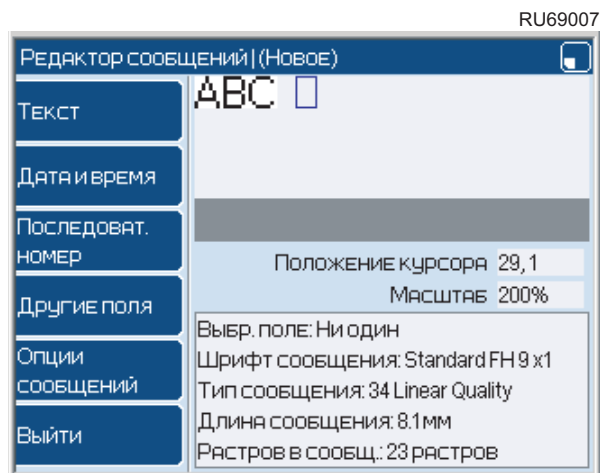 RU69007
Редактор сообщений|(Новое)
Текст
Дата и время
Последоват.
номер
Другие поля
Опции
сообщений
Выйти
ABC
Положение курсора 29,1
Масштаб 200%
Выбр. поле: Ни один
Шрифт сообщения: Standard FH 9 x1
Тип сообщения: 34 Linear Quality
Длина сообщения: 8.1мм
Растров в сообщ.: 23 растров